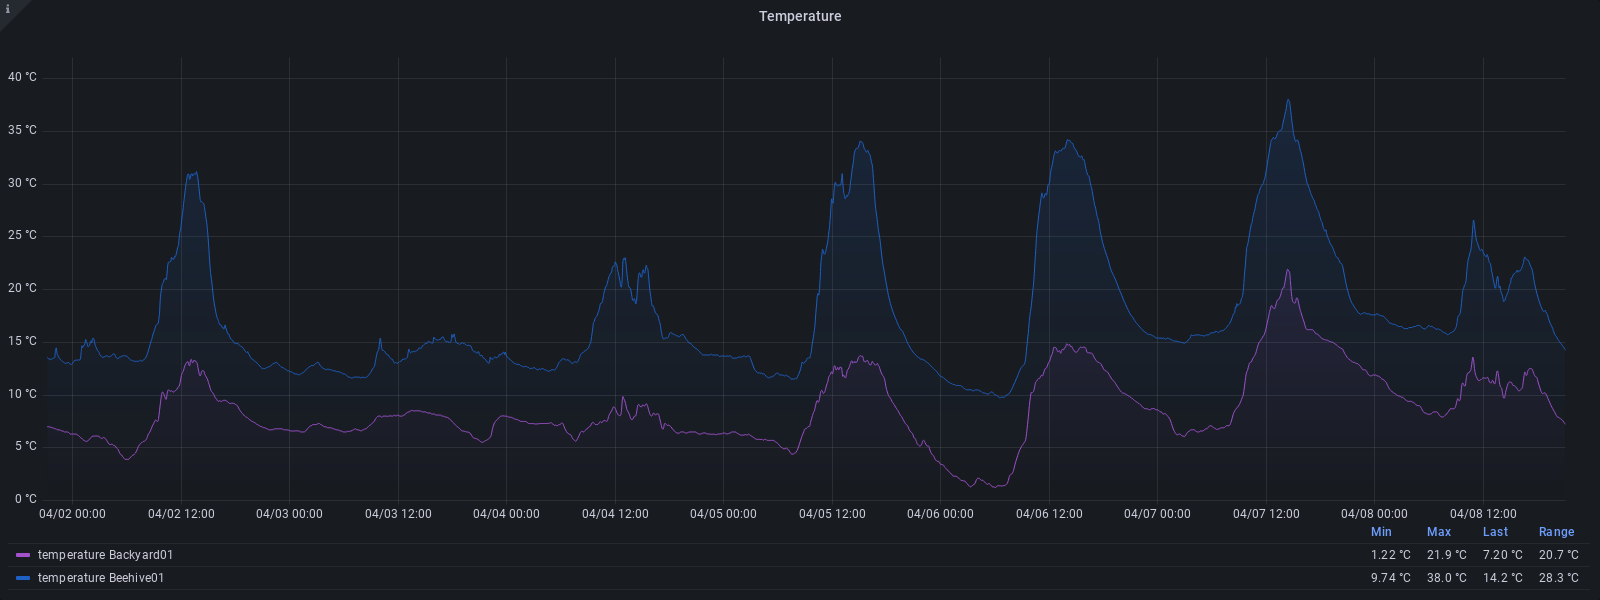 i
Temperature
40 °C
35 °C
30 °C
25 °C
20 °C
15 °C
10 °C
5 °C
0 °C
04/02 00:00 04/02 12:00 04/03 00:00 04/03 12:00 04/04 00:00 04/04 12:00 04/05 00:00 04/05 12:00 04/06 00:00 04/06 12:00 04/07 00:00 04/07 12:00 04/08 00:00 04/08 12:00
Min Max Last Range
temperature Backyard01 1.22 °C 21.9 °C 7.20 °C 20.7 °C
temperature Beehive01 9.74 °C 38.0 °C 14.2 °C 28.3 °C